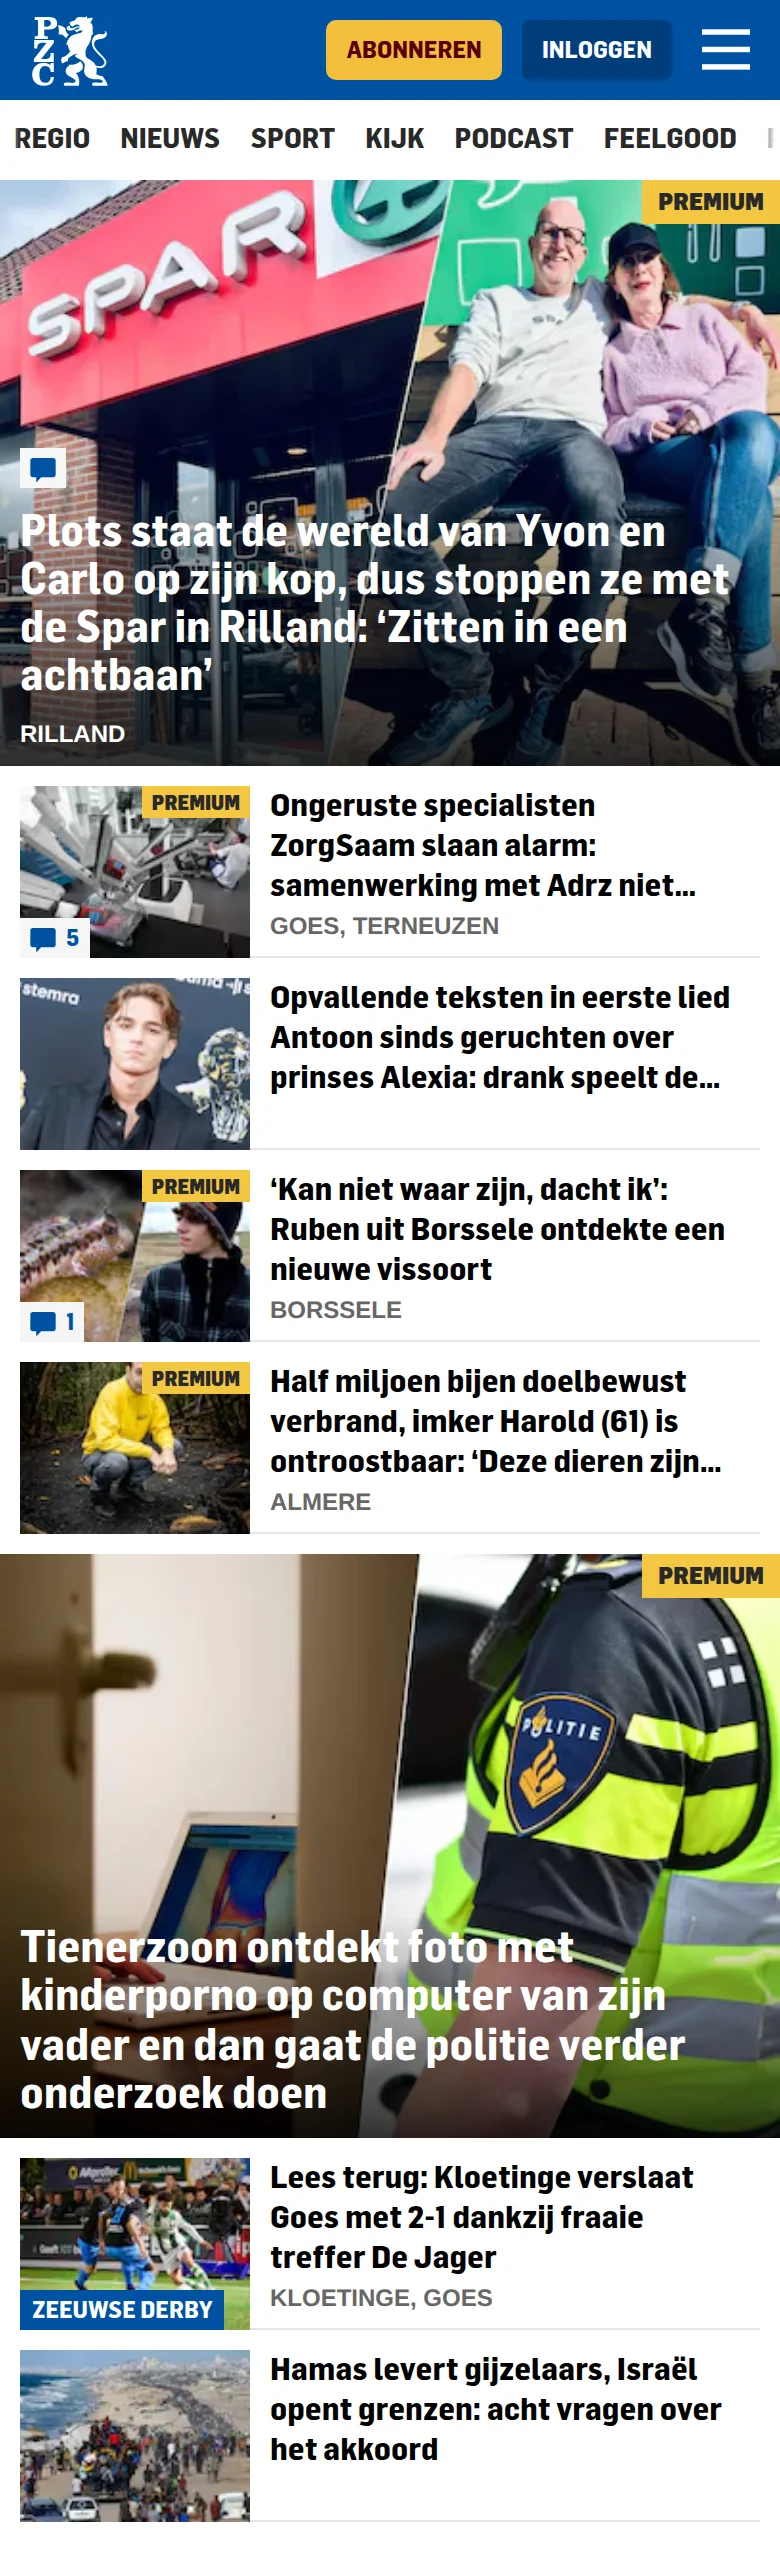 PZC
ABONNEREN
INLOGGEN
REGIO NIEUWS SPORT KIJK PODCAST FEELGOOD
PREMIUM
SPAR
Plots staat de wereld van Yvon en
Carlo op zijn kop, dus stoppen ze met
de Spar in Rilland: ‘Zitten in een
achtbaan’
RILLAND
PREMIUM
5
Ongeruste specialisten
ZorgSaam slaan alarm:
samenwerking met Adrz niet...
GOES, TERNEUZEN
stemra
Opvallende teksten in eerste lied
Antoon sinds geruchten over
prinses Alexia: drank speelt de...
PREMIUM
1
‘Kan niet waar zijn, dacht ik’:
Ruben uit Borssele ontdekte een
nieuwe vissoort
BORSSELE
PREMIUM
Half miljoen bijen doelbewust
verbrand, imker Harold (61) is
ontroostbaar: ‘Deze dieren zijn...
ALMERE
PREMIUM
POLITIE
Tienerzoon ontdekt foto met
kinderporno op computer van zijn
vader en dan gaat de politie verder
onderzoek doen
ZEEUWSE DERBY
Lees terug: Kloetinge verslaat
Goes met 2-1 dankzij fraaie
treffer De Jager
KLOETINGE, GOES
Hamas levert gijzelaars, Israël
opent grenzen: acht vragen over
het akkoord